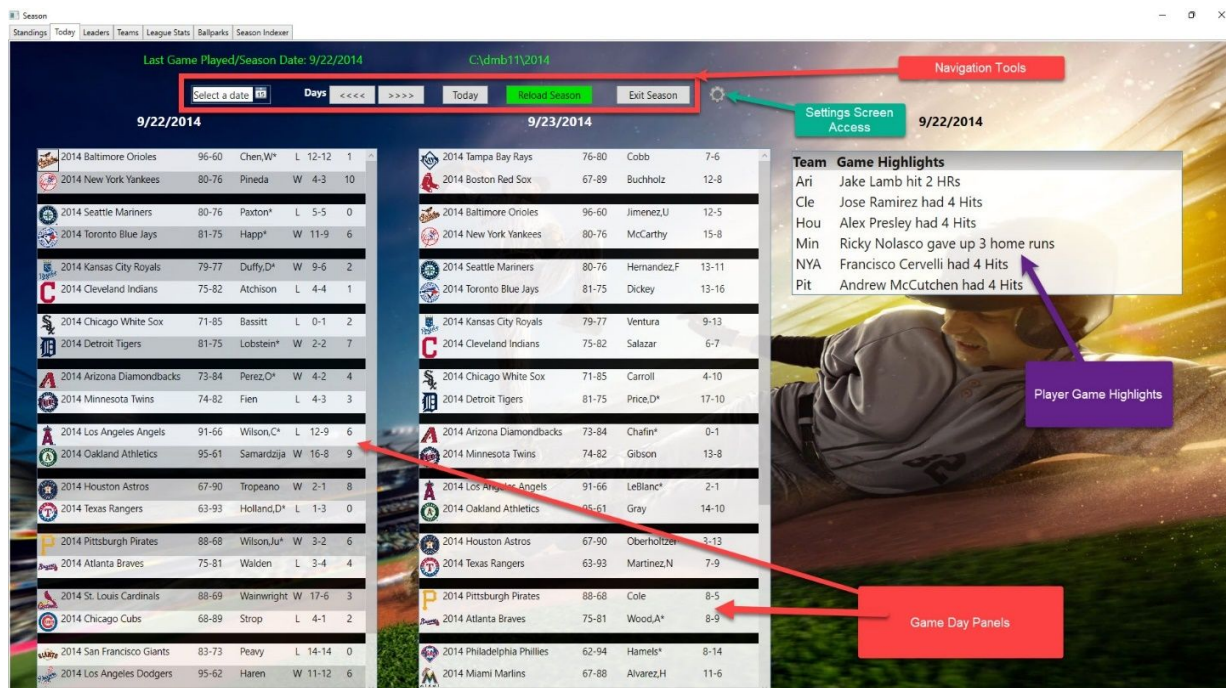 Season
Standings Today Leaders Teams League Stats Ballparks Season Indexer
Last Game Played/Season Date: 9/22/2014 C:\dmb11\2014
Navigation Tools
Select a date 15 Days <<<< >>>> Today Reload Season Exit Season
Settings Screen
Access
9/22/2014 9/23/2014 9/22/2014
2014 Baltimore Orioles 96-60 Chen,W* L 12-12 1
2014 New York Yankees 80-76 Pineda W 4-3 10
2014 Seattle Mariners 80-76 Paxton* L 5-5 0
2014 Toronto Blue Jays 81-75 Happ* W 11-9 6
2014 Kansas City Royals 79-77 Duffy,D* W 9-6 2
2014 Cleveland Indians 75-82 Atchison L 4-4 1
2014 Chicago White Sox 71-85 Bassitt L 0-1 2
2014 Detroit Tigers 81-75 Lobstein* W 2-2 7
2014 Arizona Diamondbacks 73-84 Perez,O* W 4-2 4
2014 Minnesota Twins 74-82 Fien L 4-3 3
2014 Los Angeles Angels 91-66 Wilson,C* L 12-9 6
2014 Oakland Athletics 95-61 Samardzija W 16-8 9
2014 Houston Astros 67-90 Tropeano W 2-1 8
2014 Texas Rangers 63-93 Holland,D* L 1-3 0
2014 Pittsburgh Pirates 88-68 Wilson,Ju* W 3-2 6
2014 Atlanta Braves 75-81 Walden L 3-4 4
2014 St. Louis Cardinals 88-69 Wainwright W 17-6 3
2014 Chicago Cubs 68-89 Strop L 4-1 2
2014 San Francisco Giants 83-73 Peavy L 14-14 0
2014 Los Angeles Dodgers 95-62 Haren W 11-12 6
2014 Tampa Bay Rays 76-80 Cobb 7-6
2014 Boston Red Sox 67-89 Buchholz 12-8
2014 Baltimore Orioles 96-60 Jimenez,U 12-5
2014 New York Yankees 80-76 McCarthy 15-8
2014 Seattle Mariners 80-76 Hernandez,F 13-11
2014 Toronto Blue Jays 81-75 Dickey 13-16
2014 Kansas City Royals 79-77 Ventura 9-13
2014 Cleveland Indians 75-82 Salazar 6-7
2014 Chicago White Sox 71-85 Carroll 4-10
2014 Detroit Tigers 81-75 Price,D* 17-10
2014 Arizona Diamondbacks 73-84 Chafin* 0-1
2014 Minnesota Twins 74-82 Gibson 13-8
2014 Los Angeles Angels 91-66 LeBlanc* 2-1
2014 Oakland Athletics 95-61 Gray 14-10
2014 Houston Astros 67-90 Oberholtzer 3-13
2014 Texas Rangers 63-93 Martinez,N 7-9
2014 Pittsburgh Pirates 88-68 Cole 8-5
2014 Atlanta Braves 75-81 Wood,A* 8-9
2014 Philadelphia Phillies 62-94 Hamels* 8-14
2014 Miami Marlins 67-88 Alvarez,H 11-6
Team Game Highlights
Ari Jake Lamb hit 2 HRs
Cle Jose Ramirez had 4 Hits
Hou Alex Presley had 4 Hits
Min Ricky Nolasco gave up 3 home runs
NYA Francisco Cervelli had 4 Hits
Pit Andrew McCutchen had 4 Hits
Player Game Highlights
Game Day Panels